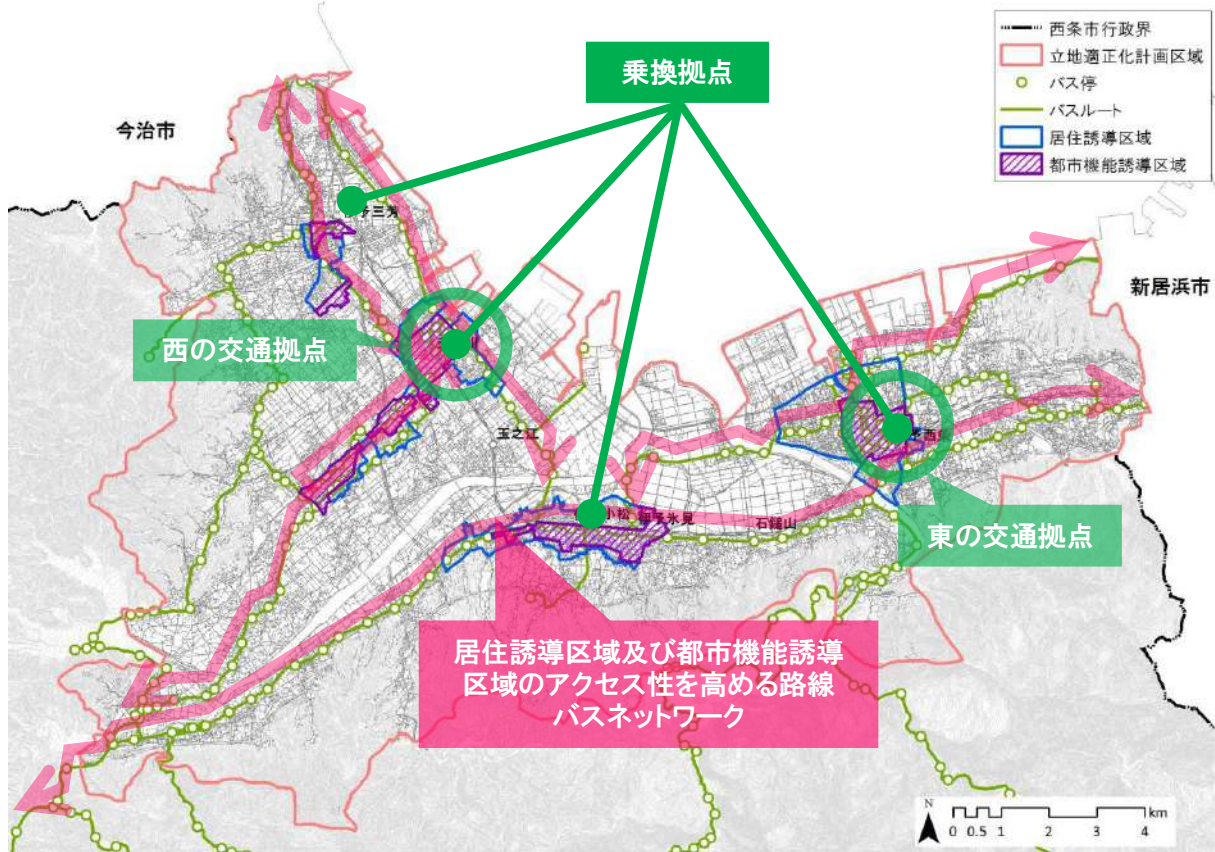 西条市行政界
立地適正化計画区域
バス停
バスルート
居住誘導区域
都市機能誘導区域
乗換拠点
今治市
新居浜市
西の交通拠点
玉之江
小松
氷見
石鎚山
東の交通拠点
居住誘導区域及び都市機能誘導
区域のアクセス性を高める路線
バスネットワーク
N
km
0 0.5 1 2 3 4